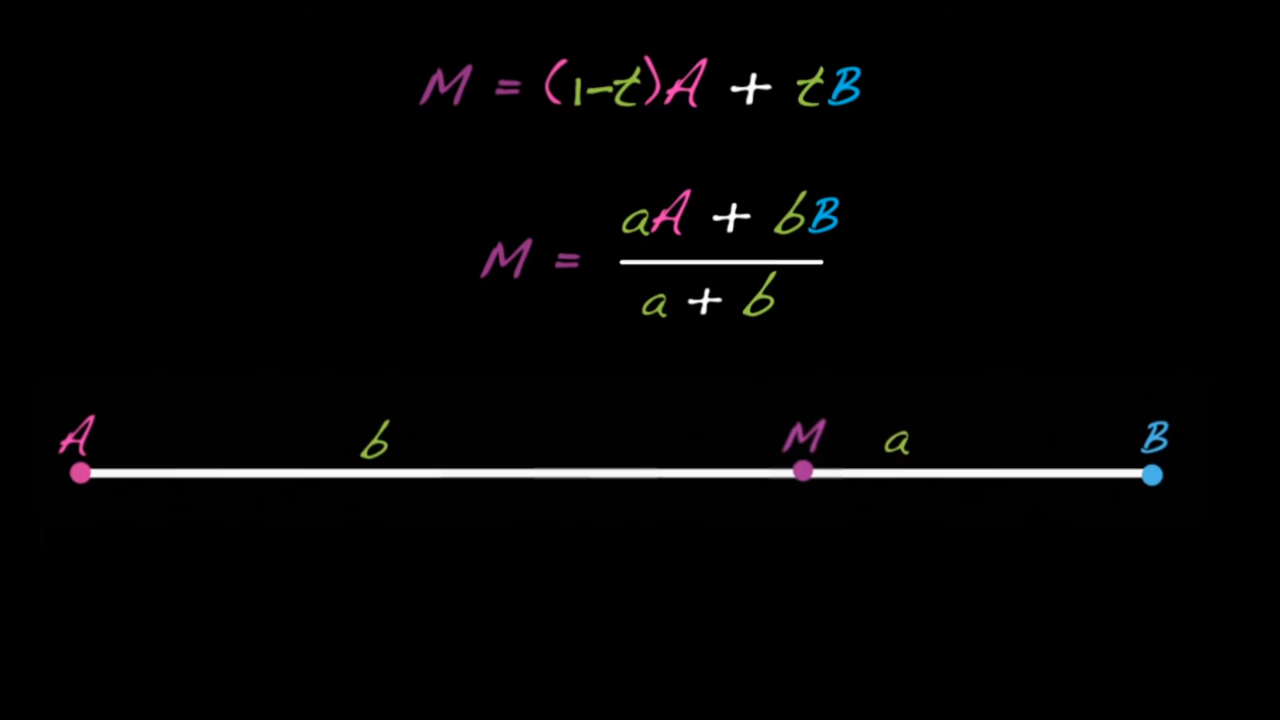 M = (1-t)A + tB
M = aA + bB
a + b
A b M a B